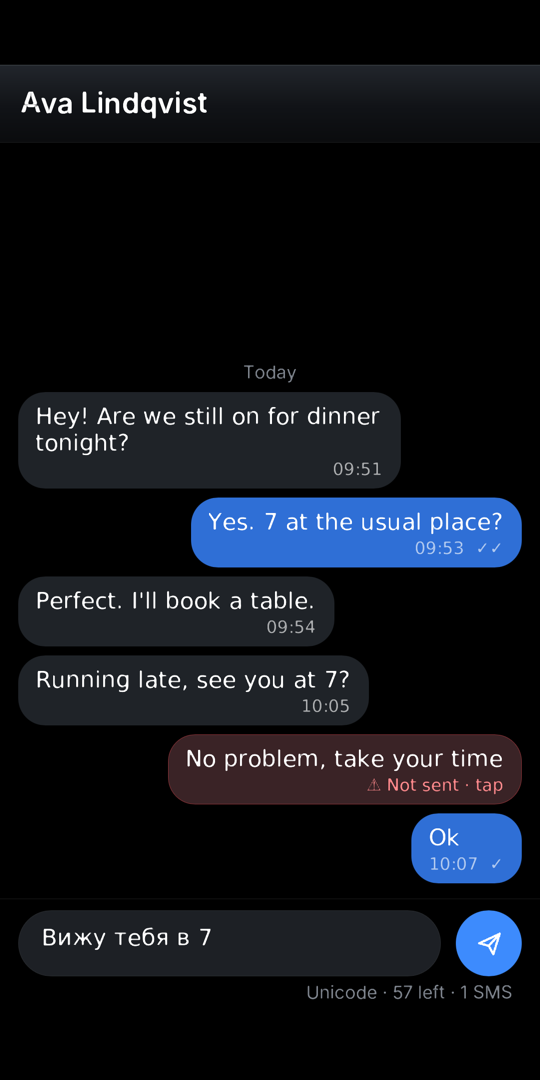 Ava Lindqvist
Today
Hey! Are we still on for dinner
tonight?
09:51
Yes. 7 at the usual place?
09:53 ✓✓
Perfect. I'll book a table.
09:54
Running late, see you at 7?
10:05
No problem, take your time
⚠ Not sent · tap
Ok
10:07 ✓
Вижу тебя в 7
Unicode · 57 left · 1 SMS